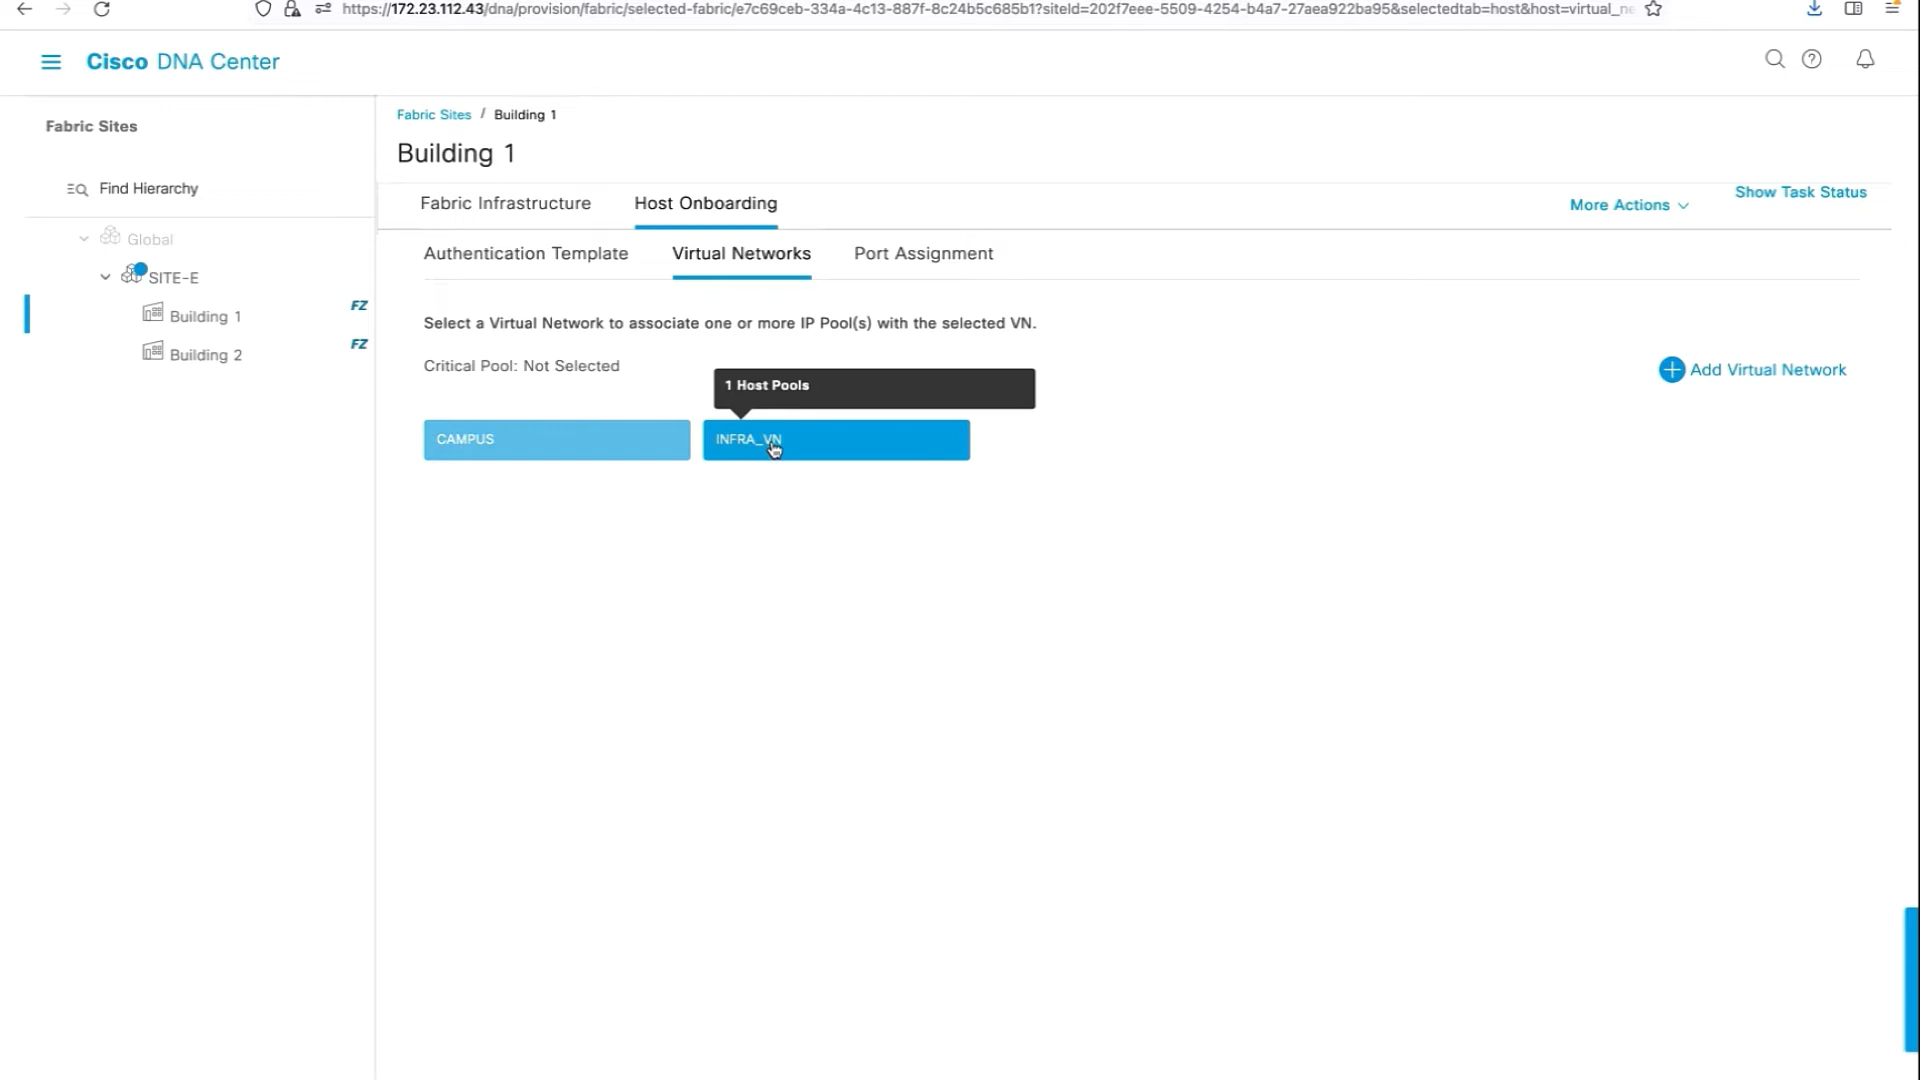 https://172.23.112.43/dna/provision/fabric/selected-fabric/e7c69ceb-334a-4c13-887f-8c24b5c685b1?siteId=202f7eee-5509-4254-b4a7-27aea922ba95&selectedtab=host&host=virtual_ne
Cisco DNA Center
Fabric Sites
Find Hierarchy
Global
SITE-E
Building 1 FZ
Building 2 FZ
Fabric Sites / Building 1
Building 1
Fabric Infrastructure Host Onboarding More Actions Show Task Status
Authentication Template Virtual Networks Port Assignment
Select a Virtual Network to associate one or more IP Pool(s) with the selected VN.
Critical Pool: Not Selected Add Virtual Network
1 Host Pools
CAMPUS INFRA_VN